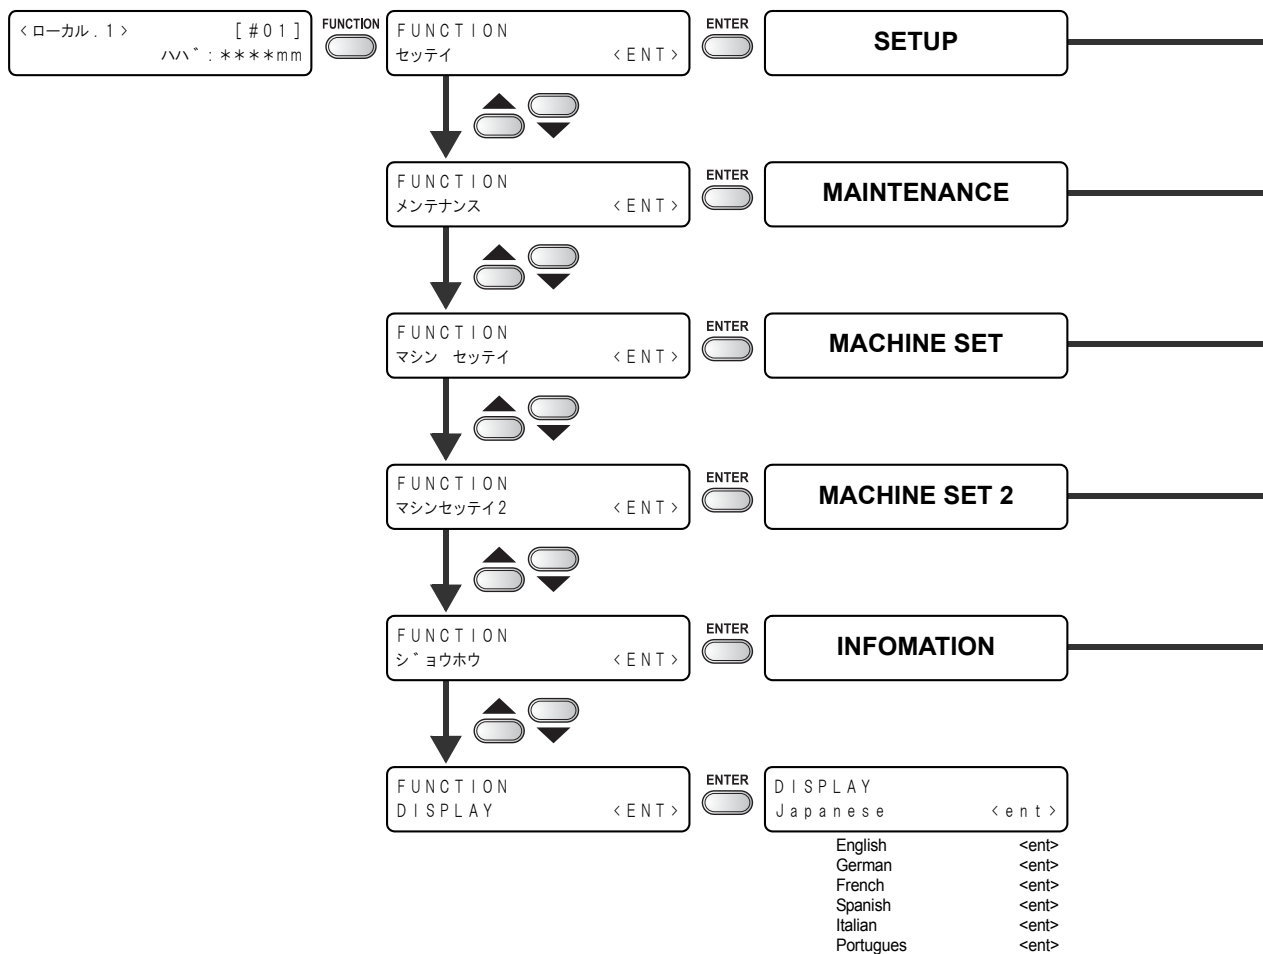 <ローカル.1> [#01]
ハバ:****mm
FUNCTION
FUNCTION
セッテイ <ENT>
ENTER
SETUP
FUNCTION
メンテナンス <ENT>
ENTER
MAINTENANCE
FUNCTION
マシン セッテイ <ENT>
ENTER
MACHINE SET
FUNCTION
マシンセッテイ2 <ENT>
ENTER
MACHINE SET 2
FUNCTION
ジョウホウ <ENT>
ENTER
INFOMATION
FUNCTION
DISPLAY <ENT>
ENTER
DISPLAY
Japanese <ent>
English <ent>
German <ent>
French <ent>
Spanish <ent>
Italian <ent>
Portugues <ent>